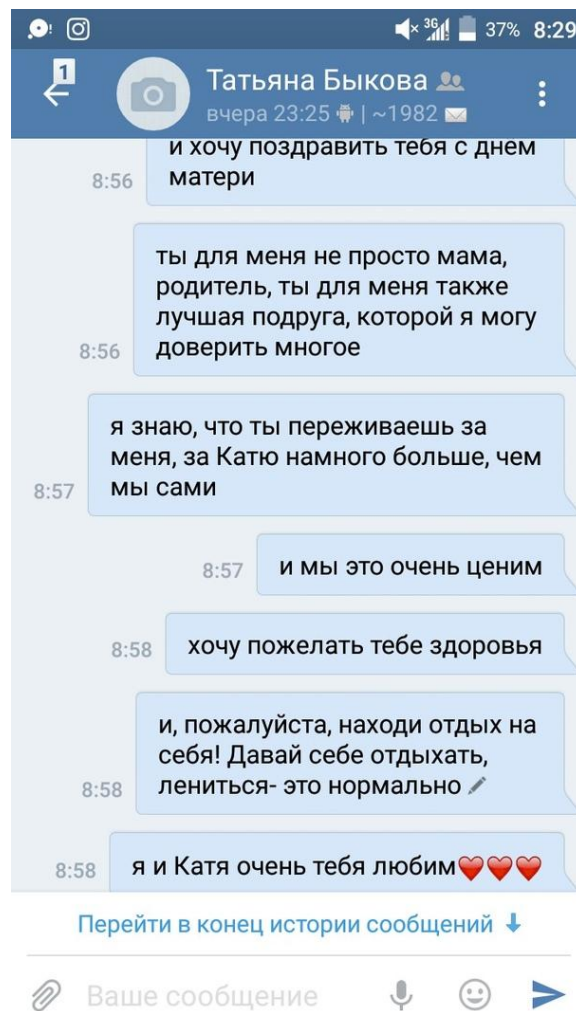 3G 37% 8:29
1
Татьяна Быкова
вчера 23:25 | ~1982
и хочу поздравить тебя с днём
матери
8:56
ты для меня не просто мама,
родитель, ты для меня также
лучшая подруга, которой я могу
доверить многое
8:56
я знаю, что ты переживаешь за
меня, за Катю намного больше, чем
мы сами
8:57
и мы это очень ценим
8:57
хочу пожелать тебе здоровья
8:58
и, пожалуйста, находи отдых на
себя! Давай себе отдыхать,
лениться- это нормально
8:58
я и Катя очень тебя любим❤❤❤
8:58
Перейти в конец истории сообщений
Ваше сообщение